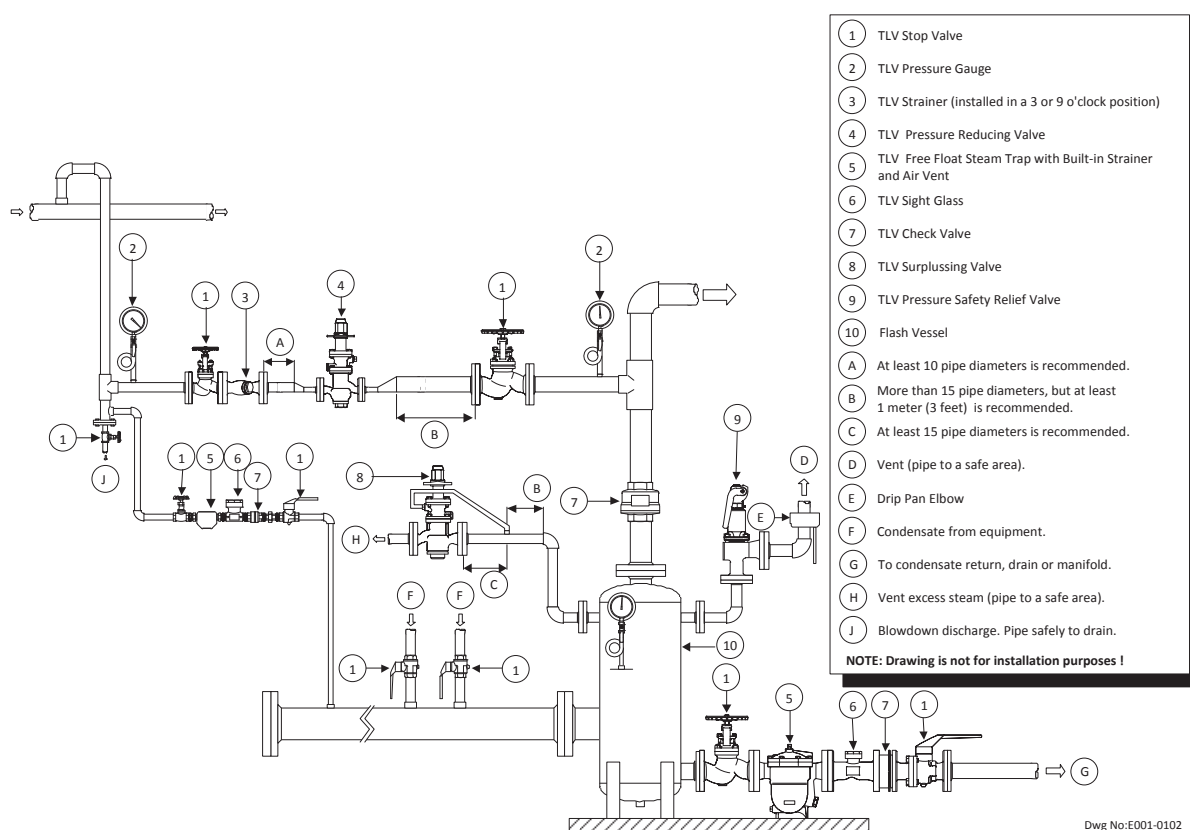 1 TLV Stop Valve
2 TLV Pressure Gauge
3 TLV Strainer (installed in a 3 or 9 o'clock position)
4 TLV  Pressure Reducing Valve
5 TLV  Free Float Steam Trap with Built-in Strainer
and Air Vent
6 TLV Sight Glass
7 TLV Check Valve
8 TLV Surplussing Valve
9 TLV Pressure Safety Relief Valve
10 Flash Vessel
A At least 10 pipe diameters is recommended.
B More than 15 pipe diameters, but at least
1 meter (3 feet)  is recommended.
C At least 15 pipe diameters is recommended.
D Vent (pipe to a safe area).
E Drip Pan Elbow
F Condensate from equipment.
G To condensate return, drain or manifold.
H Vent excess steam (pipe to a safe area).
J Blowdown discharge. Pipe safely to drain.
NOTE: Drawing is not for installation purposes !
2
2
1
3
4
1
A
B
1
J
1
5
6
7
1
8
B
H
C
7
9
D
E
F
F
1
1
10
1
5
6
7
1
G
Dwg No:E001-0102